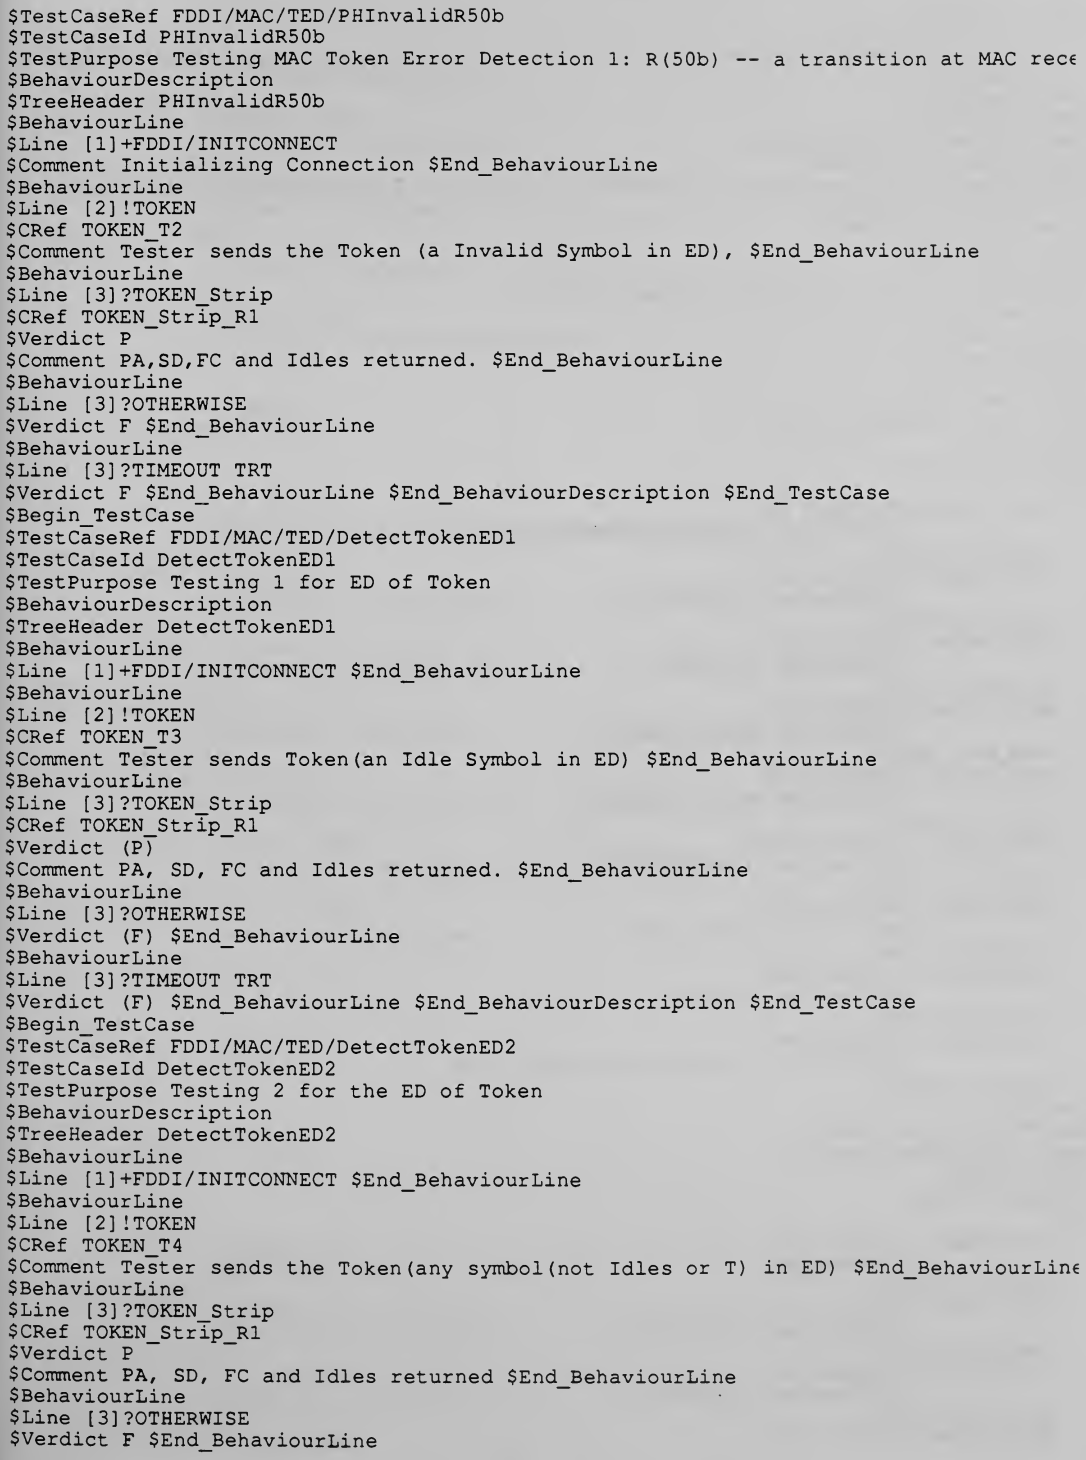 $TestCaseRef FDDI/MAC/TED/PHInvalidR50b
$TestCaseId PHInvalidR50b
$TestPurpose Testing MAC Token Error Detection 1: R(50b) -- a transition at MAC rece
$BehaviourDescription
$TreeHeader PHInvalidR50b
$BehaviourLine
$Line [1]+FDDI/INITCONNECT
$Comment Initializing Connection $End_BehaviourLine
$BehaviourLine
$Line [2]!TOKEN
$CRef TOKEN_T2
$Comment Tester sends the Token (a Invalid Symbol in ED), $End_BehaviourLine
$BehaviourLine
$Line [3]?TOKEN_Strip
$CRef TOKEN_Strip_R1
$Verdict P
$Comment PA,SD,FC and Idles returned. $End_BehaviourLine
$BehaviourLine
$Line [3]?OTHERWISE
$Verdict F $End_BehaviourLine
$BehaviourLine
$Line [3]?TIMEOUT TRT
$Verdict F $End_BehaviourLine $End_BehaviourDescription $End_TestCase
$Begin_TestCase
$TestCaseRef FDDI/MAC/TED/DetectTokenED1
$TestCaseId DetectTokenED1
$TestPurpose Testing 1 for ED of Token
$BehaviourDescription
$TreeHeader DetectTokenED1
$BehaviourLine
$Line [1]+FDDI/INITCONNECT $End_BehaviourLine
$BehaviourLine
$Line [2]!TOKEN
$CRef TOKEN_T3
$Comment Tester sends Token(an Idle Symbol in ED) $End_BehaviourLine
$BehaviourLine
$Line [3]?TOKEN_Strip
$CRef TOKEN_Strip_R1
$Verdict (P)
$Comment PA, SD, FC and Idles returned. $End_BehaviourLine
$BehaviourLine
$Line [3]?OTHERWISE
$Verdict (F) $End_BehaviourLine
$BehaviourLine
$Line [3]?TIMEOUT TRT
$Verdict (F) $End_BehaviourLine $End_BehaviourDescription $End_TestCase
$Begin_TestCase
$TestCaseRef FDDI/MAC/TED/DetectTokenED2
$TestCaseId DetectTokenED2
$TestPurpose Testing 2 for the ED of Token
$BehaviourDescription
$TreeHeader DetectTokenED2
$BehaviourLine
$Line [1]+FDDI/INITCONNECT $End_BehaviourLine
$BehaviourLine
$Line [2]!TOKEN
$CRef TOKEN_T4
$Comment Tester sends the Token(any symbol(not Idles or T) in ED) $End_BehaviourLine
$BehaviourLine
$Line [3]?TOKEN_Strip
$CRef TOKEN_Strip_R1
$Verdict P
$Comment PA, SD, FC and Idles returned $End_BehaviourLine
$BehaviourLine
$Line [3]?OTHERWISE
$Verdict F $End_BehaviourLine